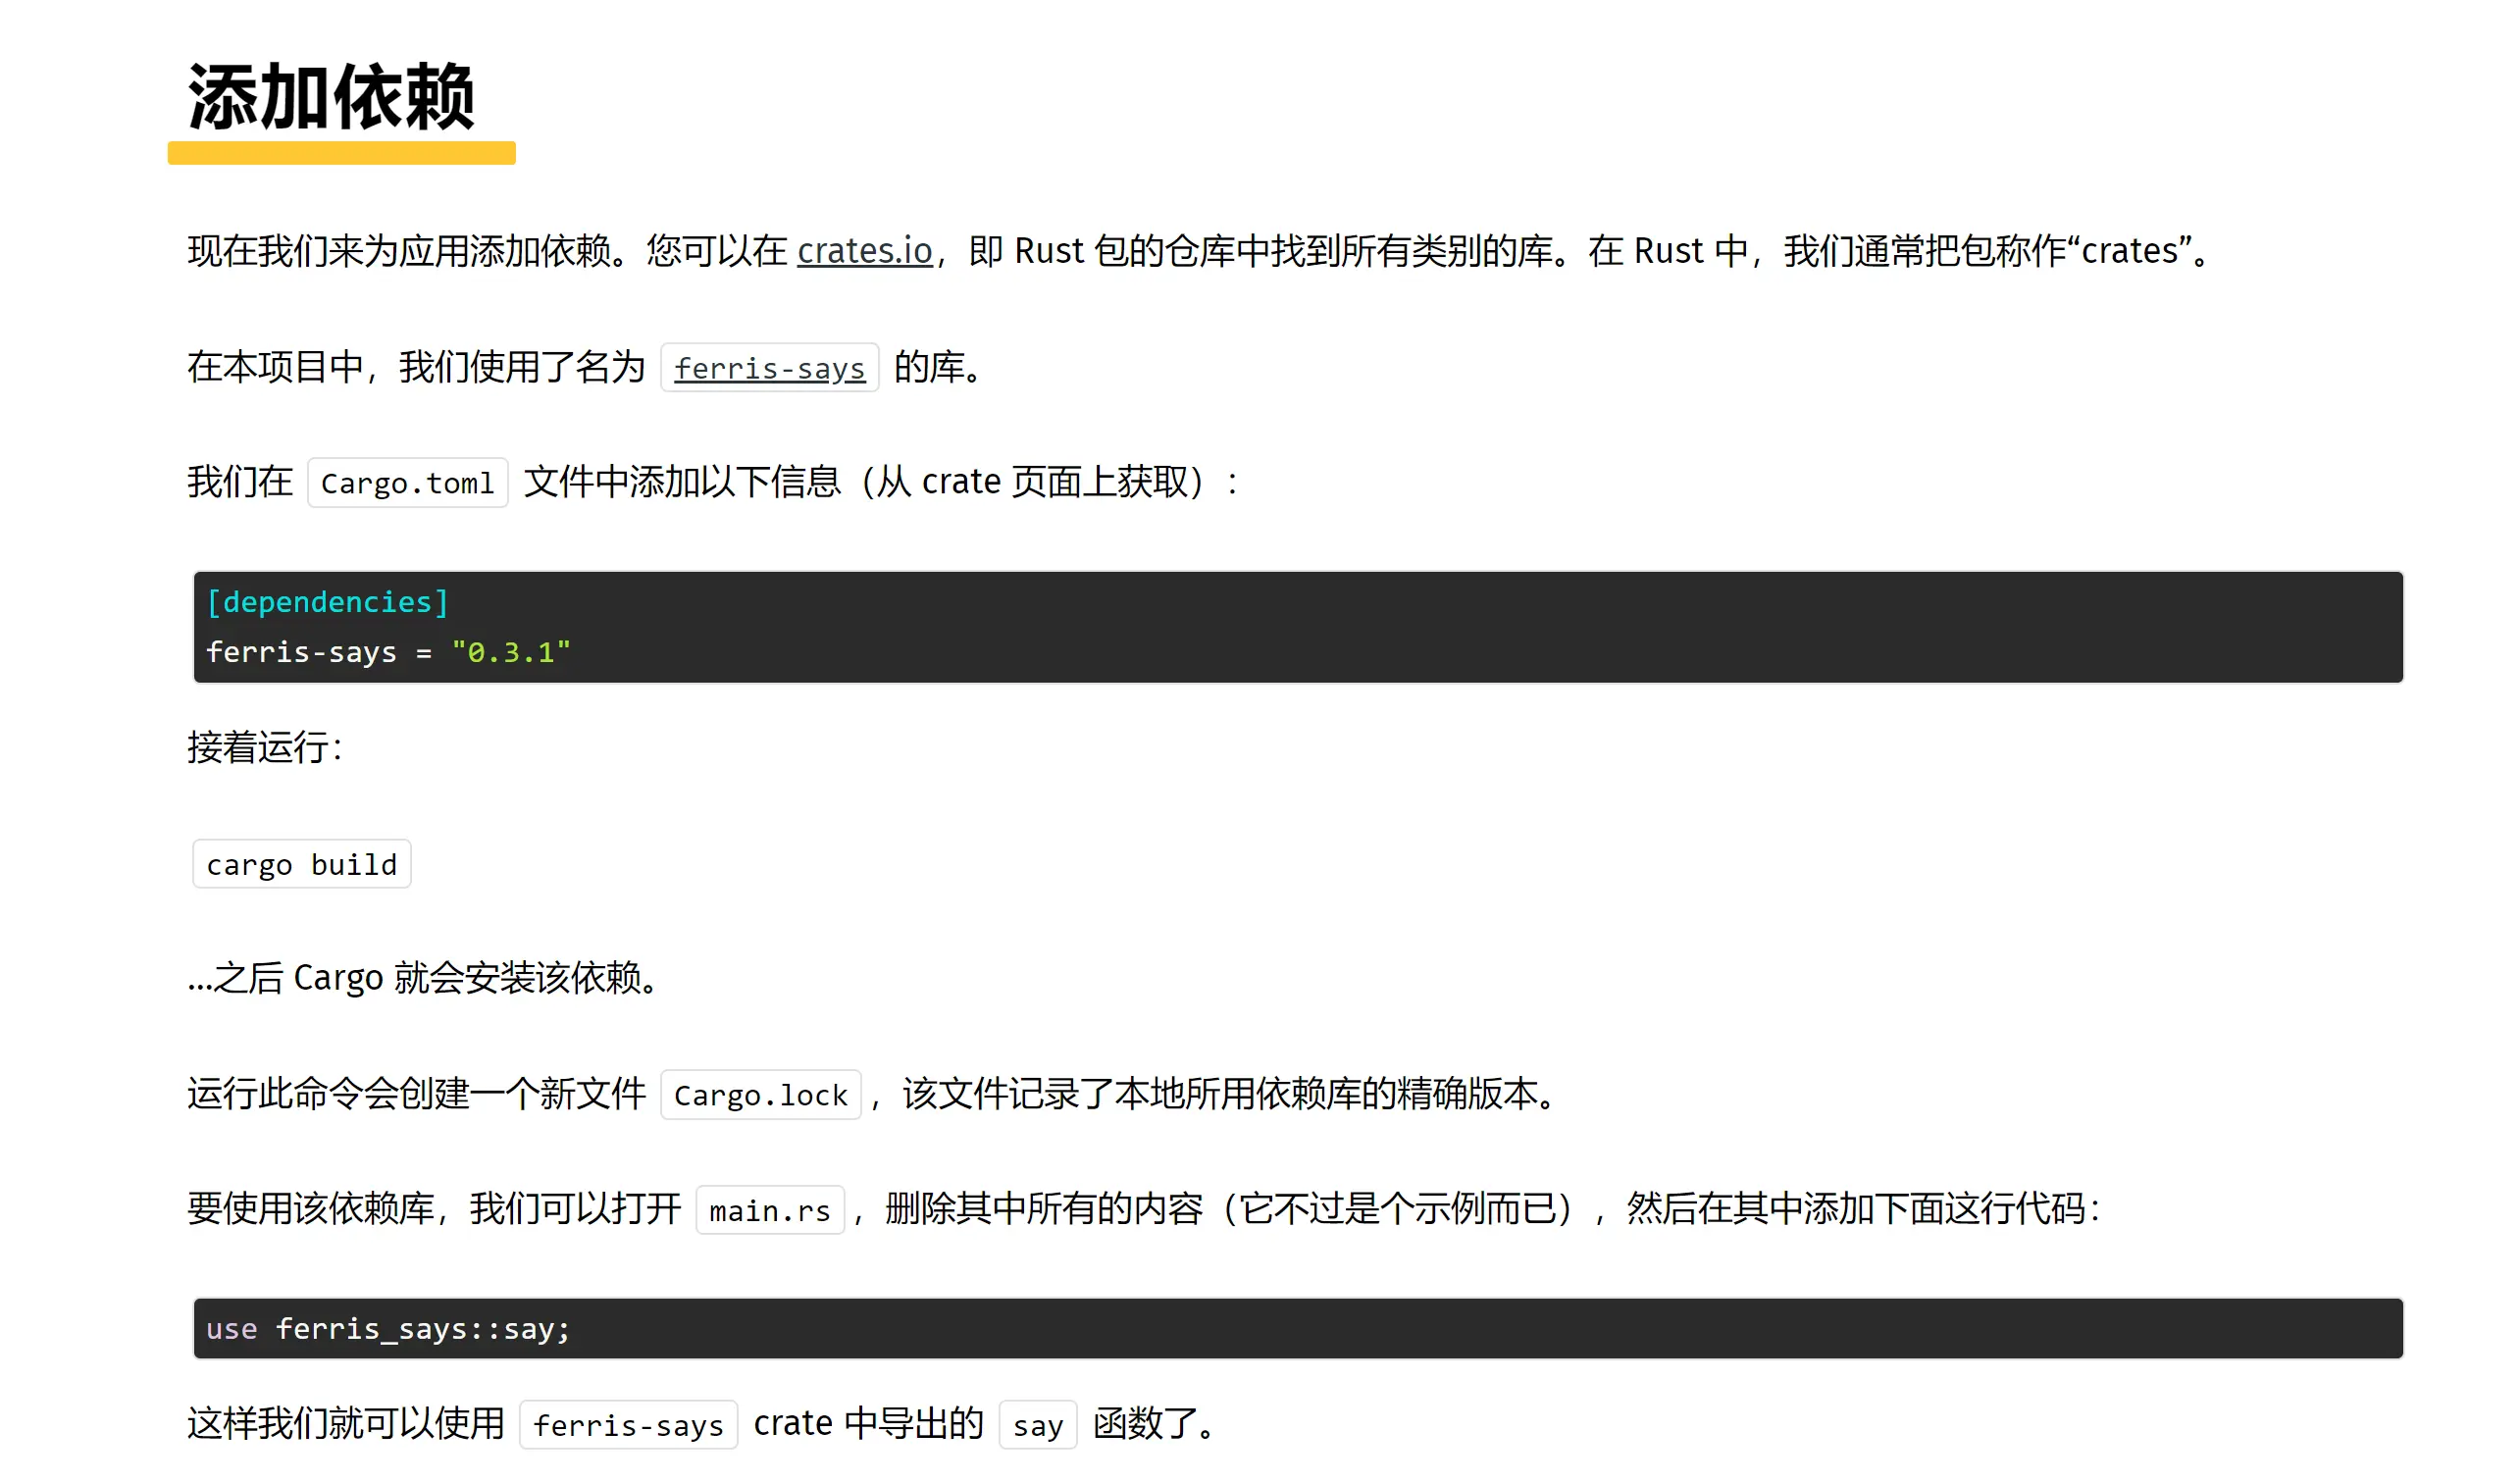 添加依赖
现在我们来为应用添加依赖。您可以在 crates.io，即 Rust 包的仓库中找到所有类别的库。在 Rust 中，我们通常把包称作“crates”。
在本项目中，我们使用了名为 ferris-says 的库。
我们在 Cargo.toml 文件中添加以下信息（从 crate 页面上获取）：
[dependencies]
ferris-says = "0.3.1"
接着运行：
cargo build
…之后 Cargo 就会安装该依赖。
运行此命令会创建一个新文件 Cargo.lock，该文件记录了本地所用依赖库的精确版本。
要使用该依赖库，我们可以打开 main.rs，删除其中所有的内容（它不过是个示例而已），然后在其中添加下面这行代码：
use ferris_says::say;
这样我们就可以使用 ferris-says crate 中导出的 say 函数了。